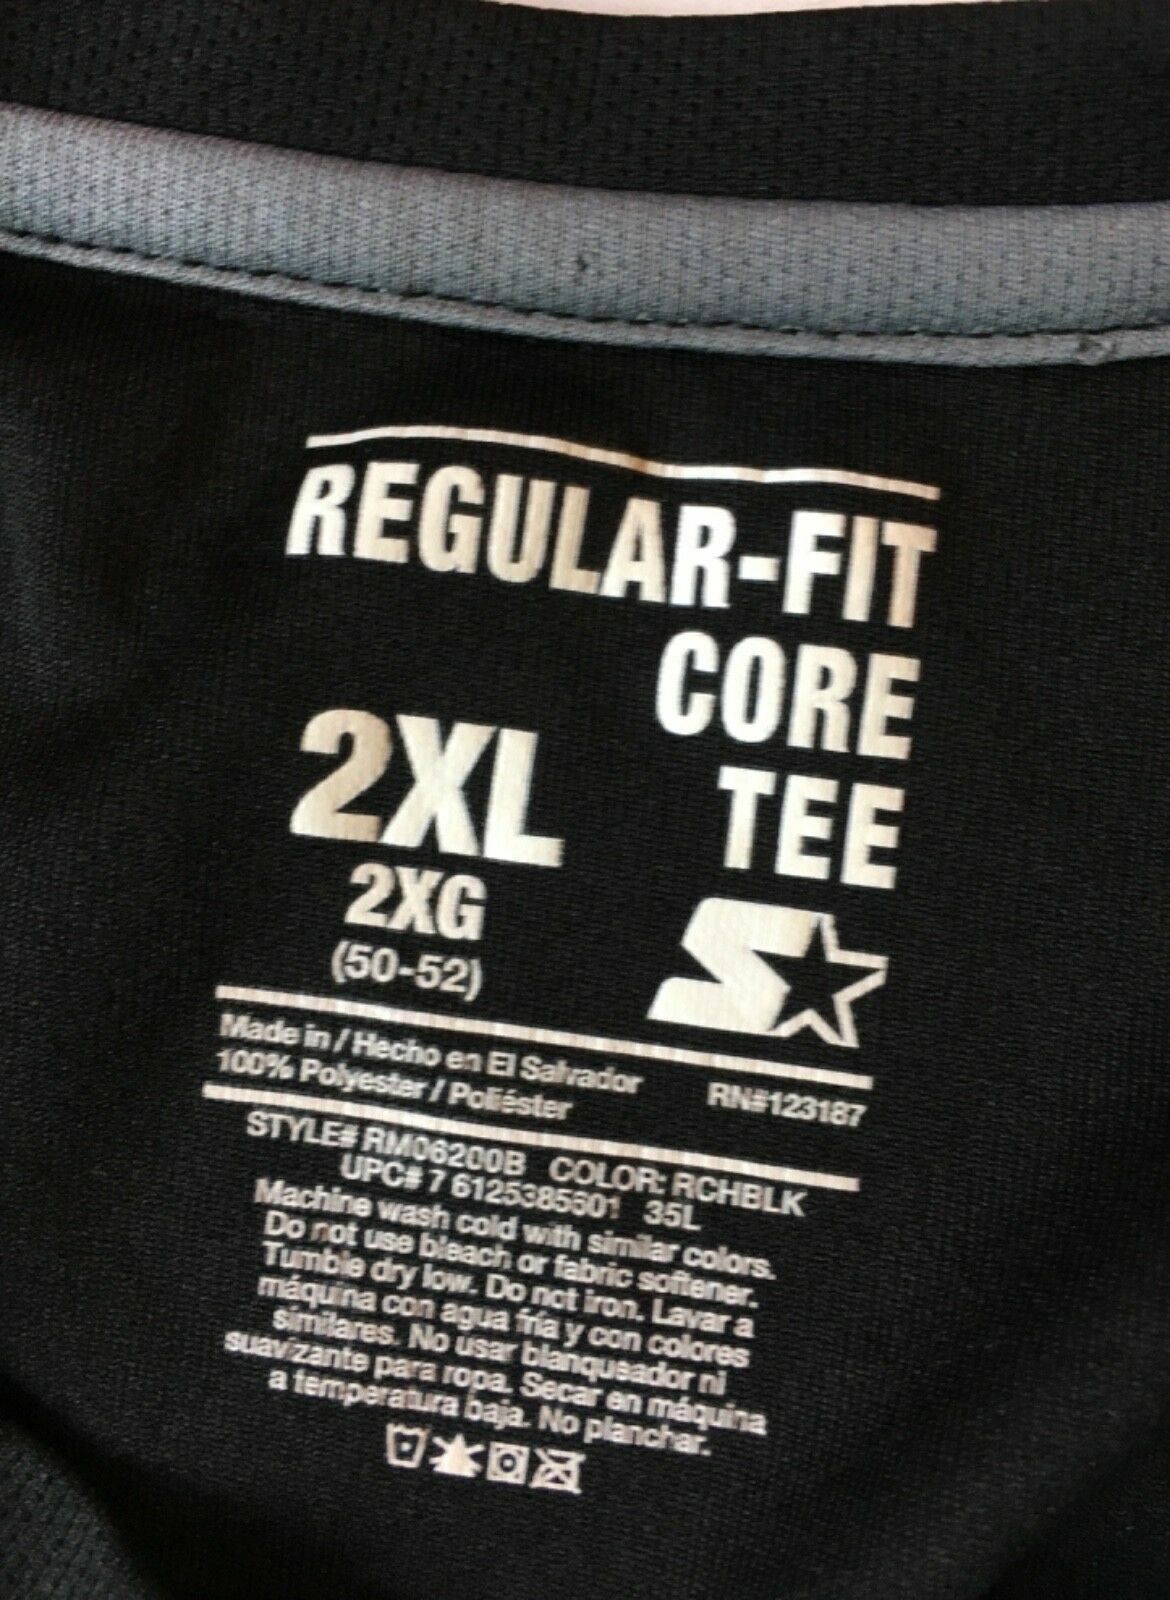 REGULAR-FIT
CORE
TEE
2XL
2XG
(50-52)
Made in / Hecho en El Salvador
100% Polyester / Poliéster
RN#123187
STYLE# RM06200B COLOR: RCHBLK
UPC# 7 6125385601 35L
Machine wash cold with similar colors.
Do not use bleach or fabric softener.
Tumble dry low. Do not iron. Lavar a
máquina con agua fría y con colores
similares. No usar blanqueador ni
suavizante para ropa. Secar en máquina
a temperatura baja. No planchar.